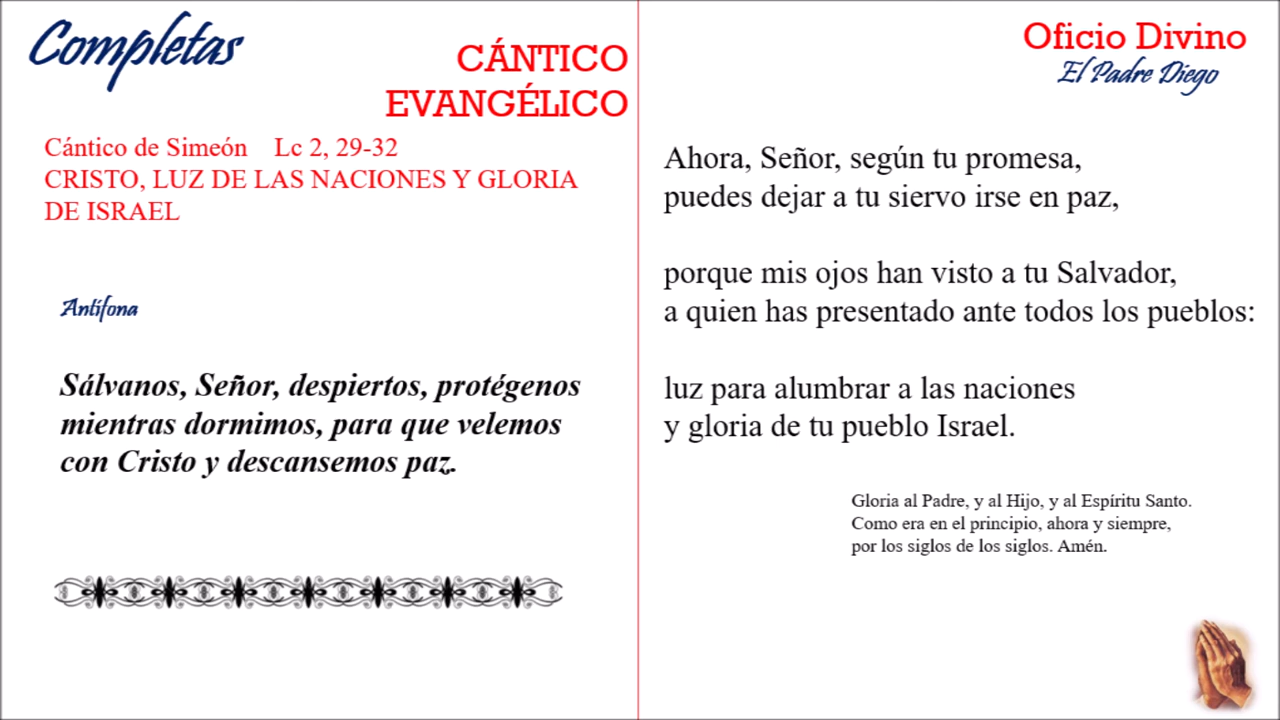 Completas
CÁNTICO
EVANGÉLICO
Cántico de Simeón Lc 2, 29-32
CRISTO, LUZ DE LAS NACIONES Y GLORIA
DE ISRAEL
Antífona
Sálvanos, Señor, despiertos, protégenos
mientras dormimos, para que velemos
con Cristo y descansemos paz.
Oficio Divino
El Padre Diego
Ahora, Señor, según tu promesa,
puedes dejar a tu siervo irse en paz,
porque mis ojos han visto a tu Salvador,
a quien has presentado ante todos los pueblos:
luz para alumbrar a las naciones
y gloria de tu pueblo Israel.
Gloria al Padre, y al Hijo, y al Espíritu Santo.
Como era en el principio, ahora y siempre,
por los siglos de los siglos. Amén.